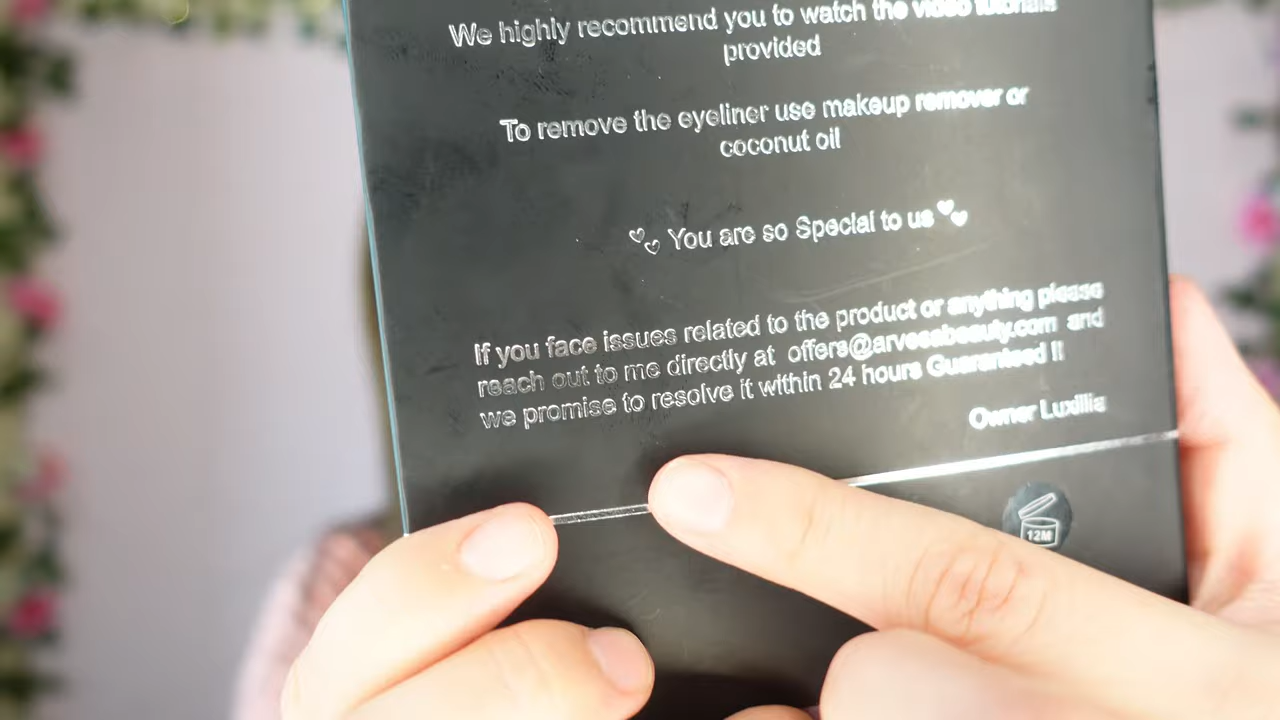 We highly recommend you to watch the video tutorials
provided
To remove the eyeliner use makeup remover or
coconut oil
You are so Special to us
If you face issues related to the product or anything please
reach out to me directly at offers@arvesabeauty.com and
we promise to resolve it within 24 hours Guaranteed !!
Owner Luxillia
12M